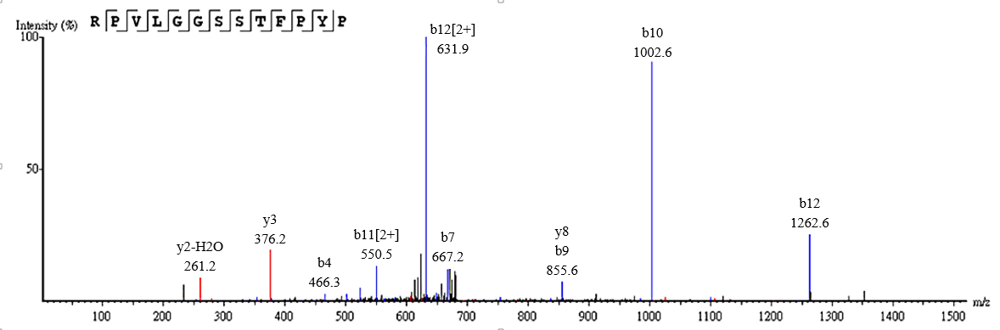 R P V L G G S S T F P Y P
Intensity (%)
100
50
y2-H2O
261.2
y3
376.2
b4
466.3
b11[2+]
550.5
b12[2+]
631.9
b7
667.2
y8
b9
855.6
b10
1002.6
b12
1262.6
100 200 300 400 500 600 700 800 900 1000 1100 1200 1300 1400 1500 m/z